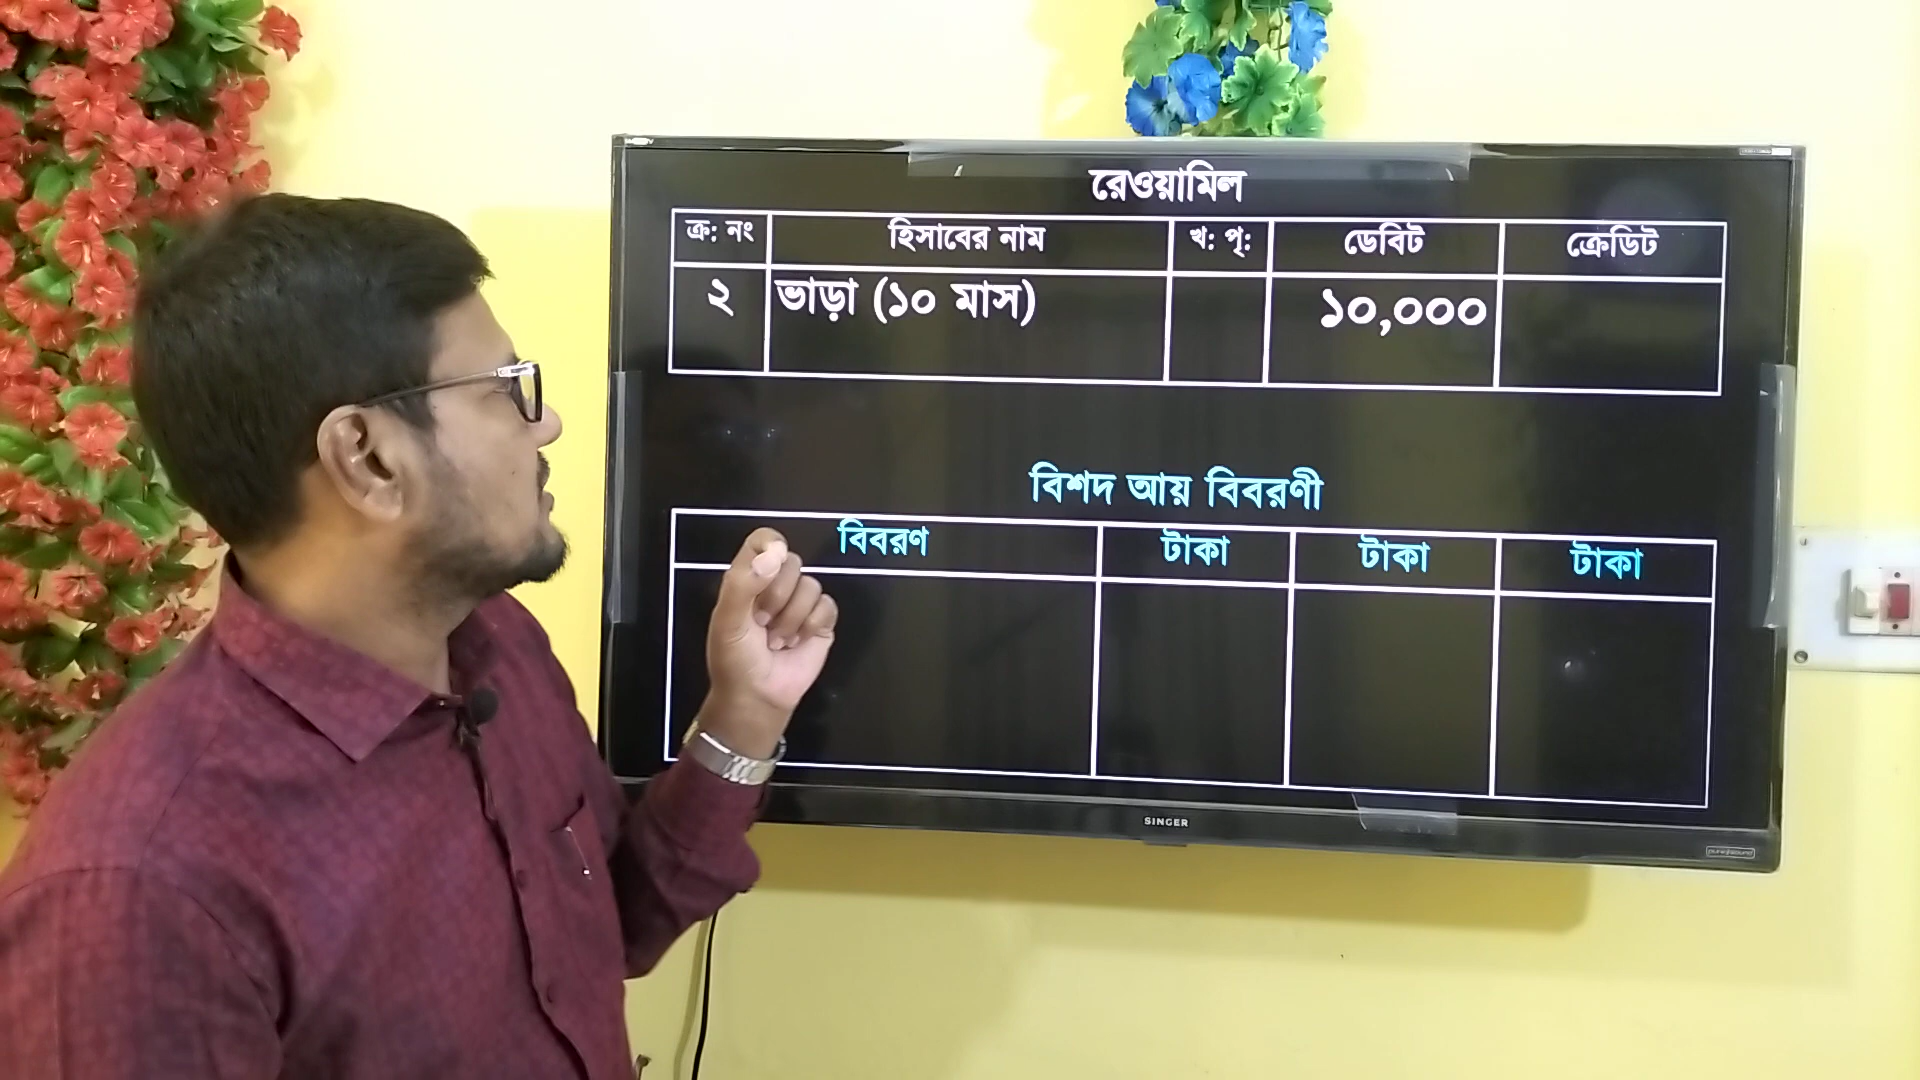 রেওয়ামিল
ক্র: নং হিসাবের নাম খ: পৃ: ডেবিট ক্রেডিট
২ ভাড়া (১০ মাস) ১০,০০০
বিশদ আয় বিবরণী
বিবরণ টাকা টাকা টাকা
SINGER